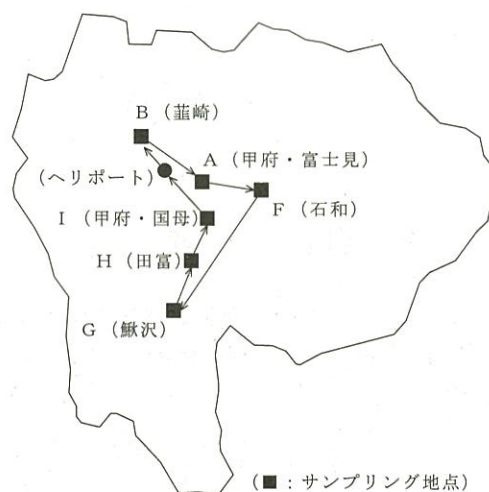 B（韮崎）
A（甲府・富士見）
（ヘリポート）
F（石和）
I（甲府・国母）
H（田富）
G（鰍沢）
（■：サンプリング地点）